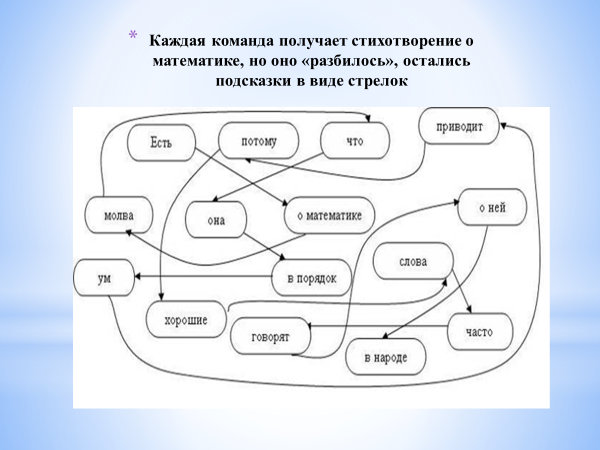 * Каждая команда получает стихотворение о
математике, но оно «разбилось», остались
подсказки в виде стрелок
Есть
потому
что
приводит
молва
она
о математике
о ней
ум
в порядок
слова
хорошие
говорят
часто
в народе